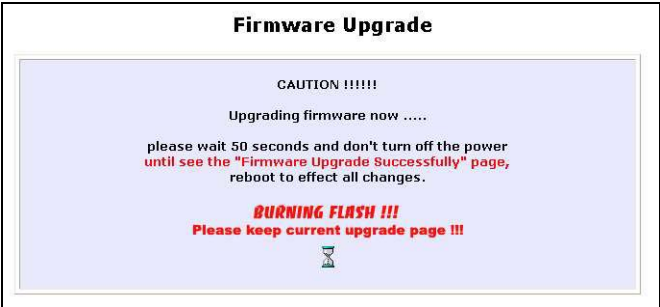 Firmware Upgrade
CAUTION !!!!!!
Upgrading firmware now .....
please wait 50 seconds and don't turn off the power
until see the "Firmware Upgrade Successfully" page,
reboot to effect all changes.
BURNING FLASH !!!
Please keep current upgrade page !!!